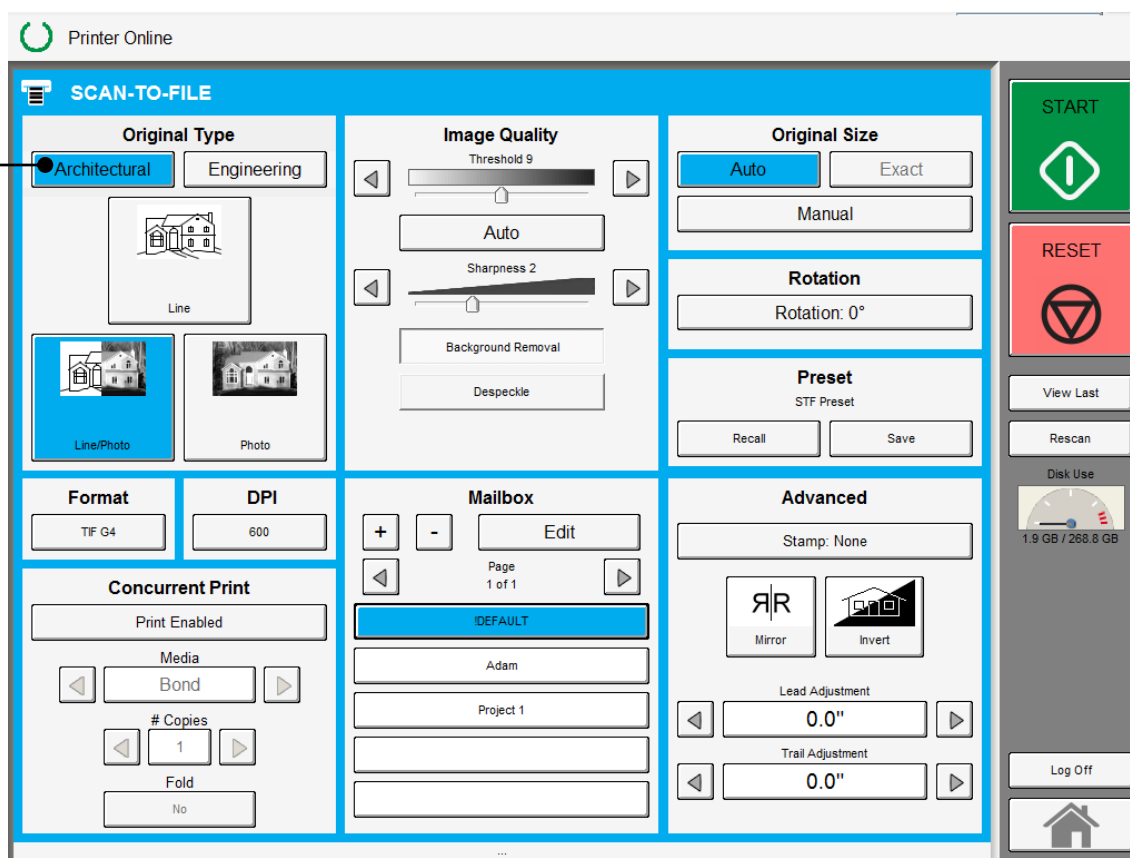 Printer Online
SCAN-TO-FILE
Original Type
Architectural
Engineering
Line
Line/Photo
Photo
Image Quality
Threshold 9
Auto
Sharpness 2
Background Removal
Despeckle
Original Size
Auto
Exact
Manual
Rotation
Rotation: 0°
Preset
STF Preset
Recall
Save
Format
TIF G4
DPI
600
Concurrent Print
Print Enabled
Media
Bond
# Copies
1
Fold
No
Mailbox
+
-
Edit
Page
1 of 1
!DEFAULT
Adam
Project 1
Advanced
Stamp: None
ЯR
Mirror
Invert
Lead Adjustment
0.0"
Trail Adjustment
0.0"
START
RESET
View Last
Rescan
Disk Use
1.9 GB / 268.8 GB
Log Off
...